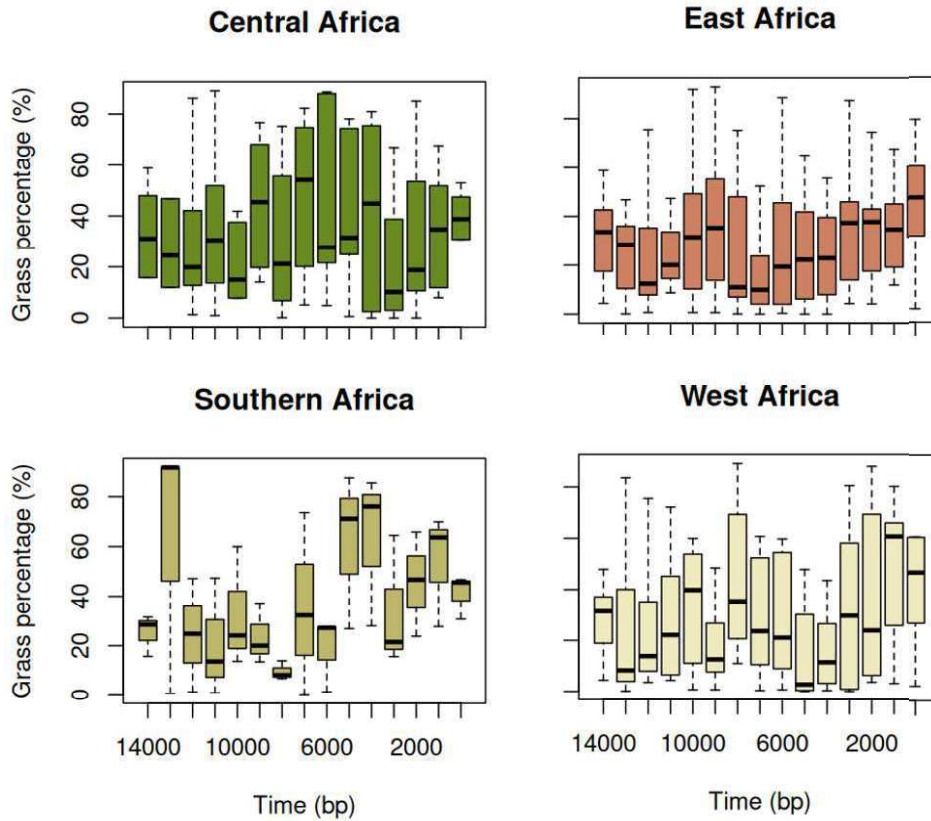 Central Africa
East Africa
Grass percentage (%)
0 20 40 60 80
Southern Africa
West Africa
Grass percentage (%)
0 20 40 60 80
14000 10000 6000 2000
14000 10000 6000 2000
Time (bp)
Time (bp)